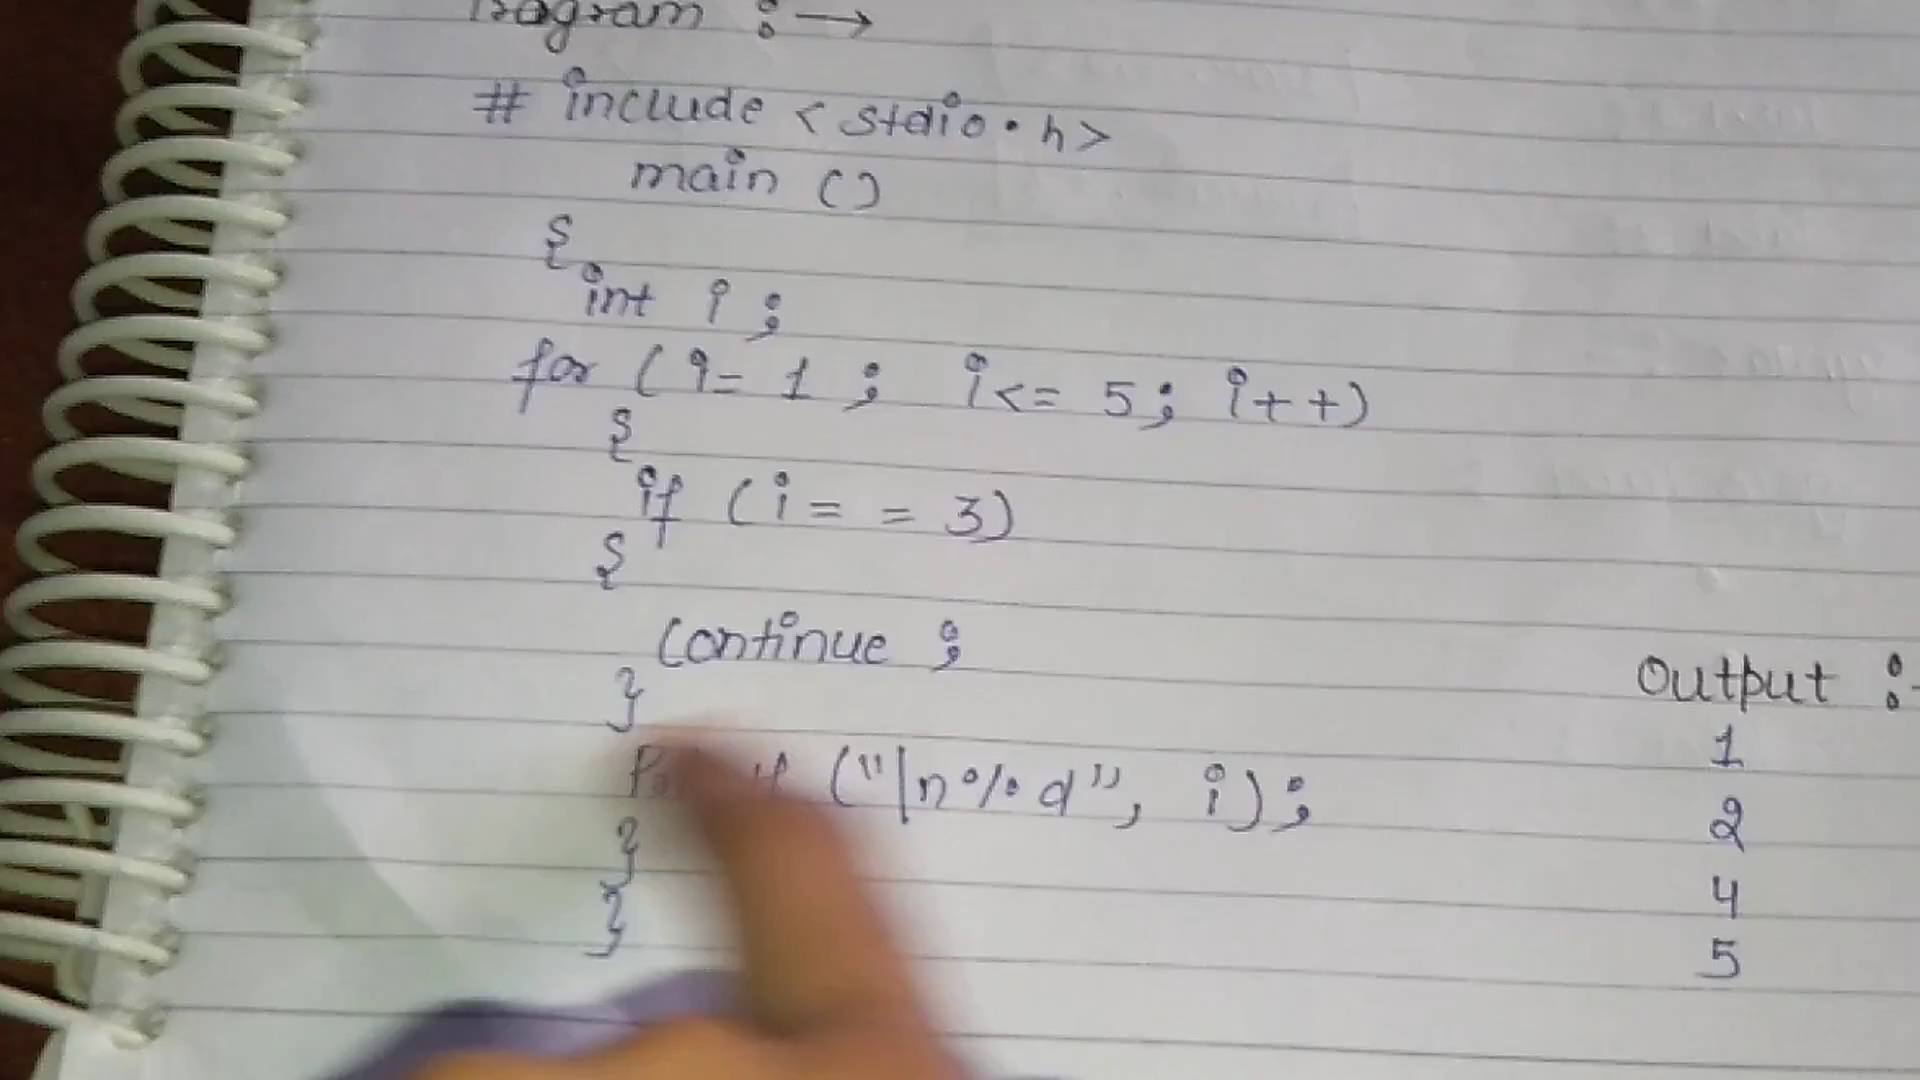 Program :→
# include <stdio.h>
main ()
{
int i ;
for ( i= 1 ; i<= 5; i++)
{
if (i= = 3)
{
Continue ;
}
("\n%d", i);
}
}
Output :-
1
2
4
5